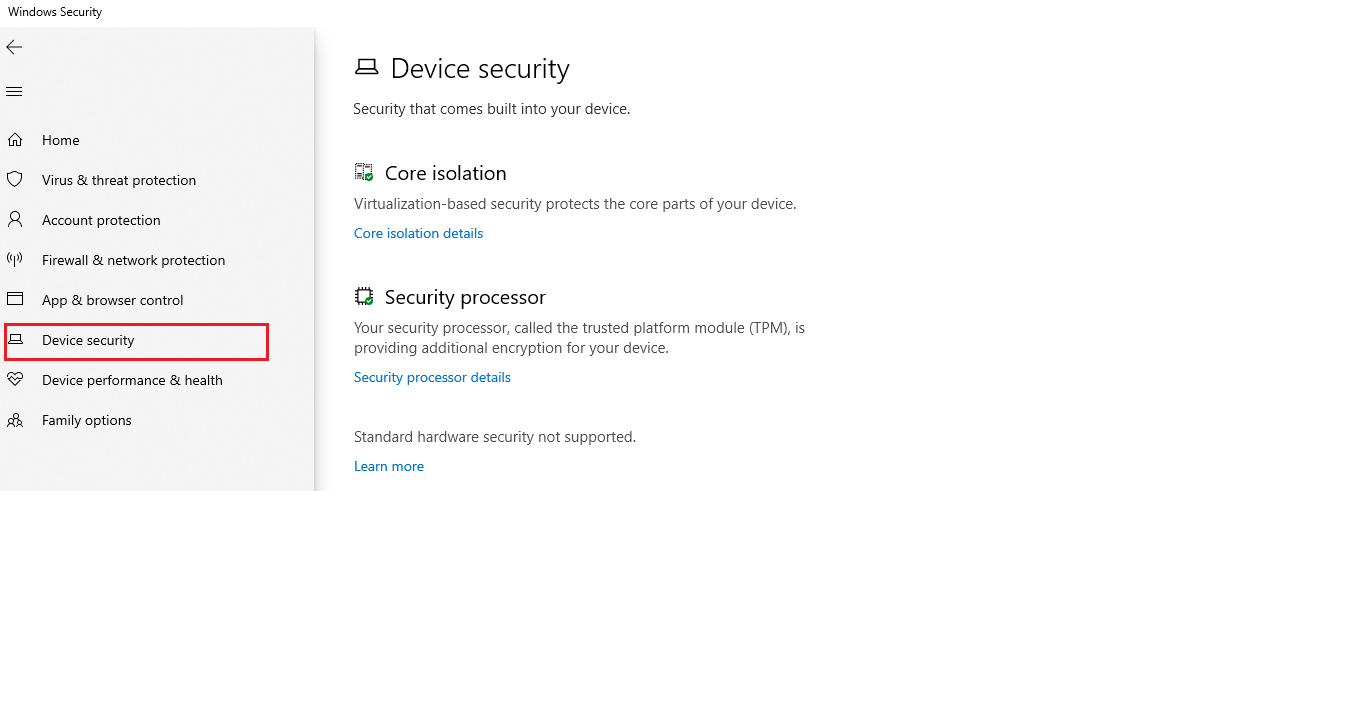 Windows Security
Home
Virus & threat protection
Account protection
Firewall & network protection
App & browser control
Device security
Device performance & health
Family options
Device security
Security that comes built into your device.
Core isolation
Virtualization-based security protects the core parts of your device.
Core isolation details
Security processor
Your security processor, called the trusted platform module (TPM), is
providing additional encryption for your device.
Security processor details
Standard hardware security not supported.
Learn more